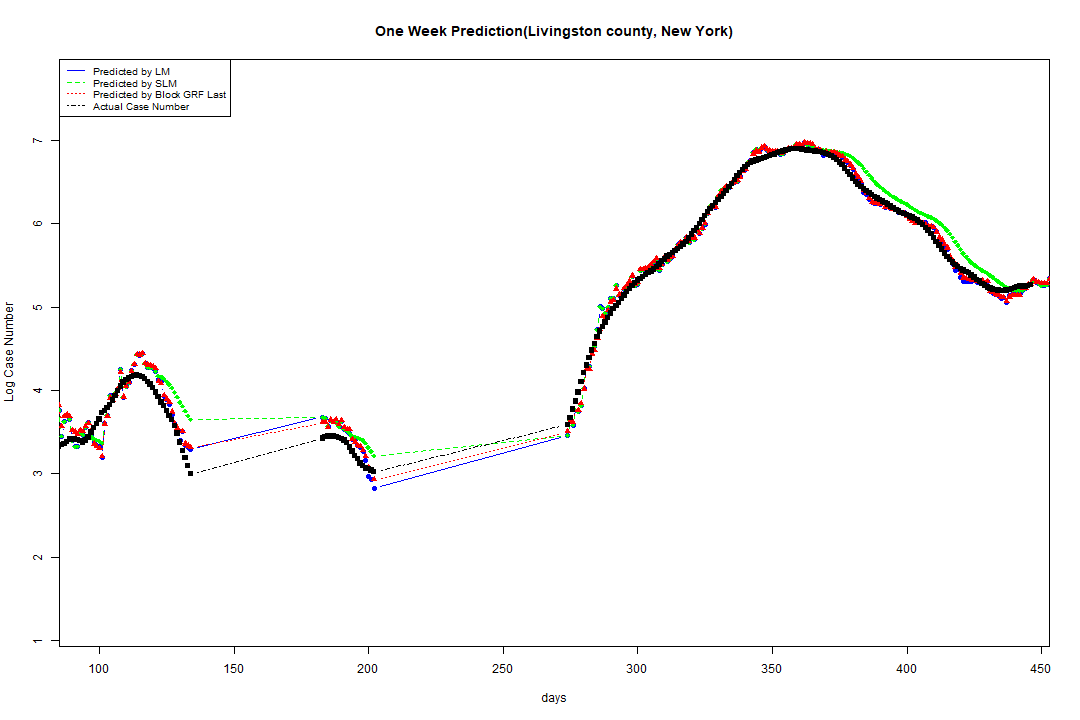 One Week Prediction(Livingston county, New York)
Predicted by LM
Predicted by SLM
Predicted by Block GRF Last
Actual Case Number
Log Case Number
7
6
5
4
3
2
1
100 150 200 250 300 350 400 450
days